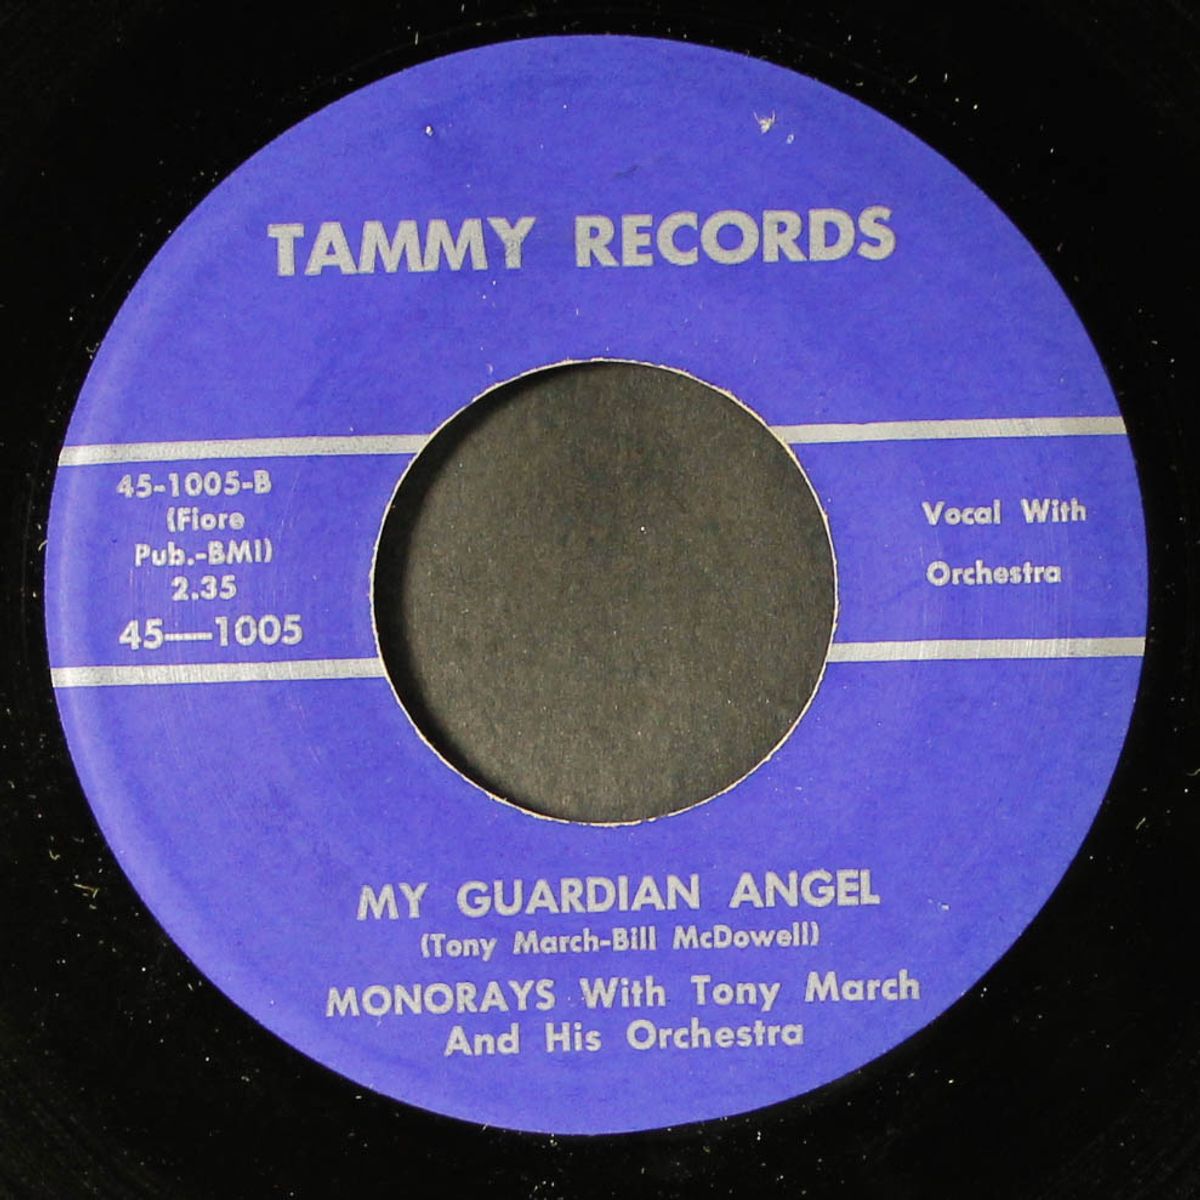 TAMMY RECORDS
45-1005-B
(Fiore
Pub.-BMI)
2.35
45—1005
Vocal With
Orchestra
MY GUARDIAN ANGEL
(Tony March-Bill McDowell)
MONORAYS With Tony March
And His Orchestra